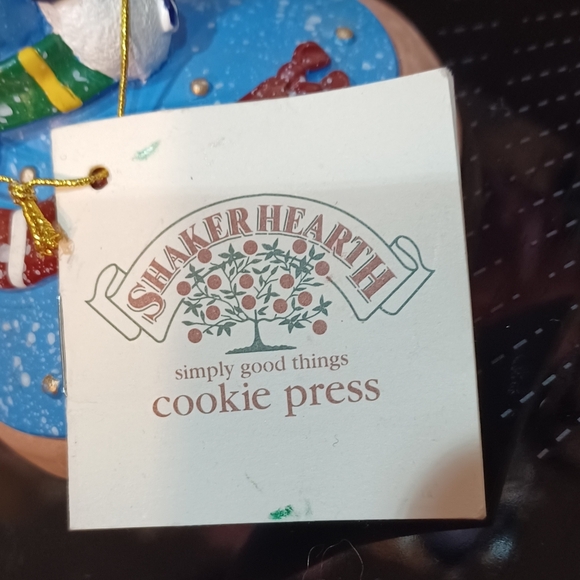 SHAKER HEARTH
simply good things
cookie press